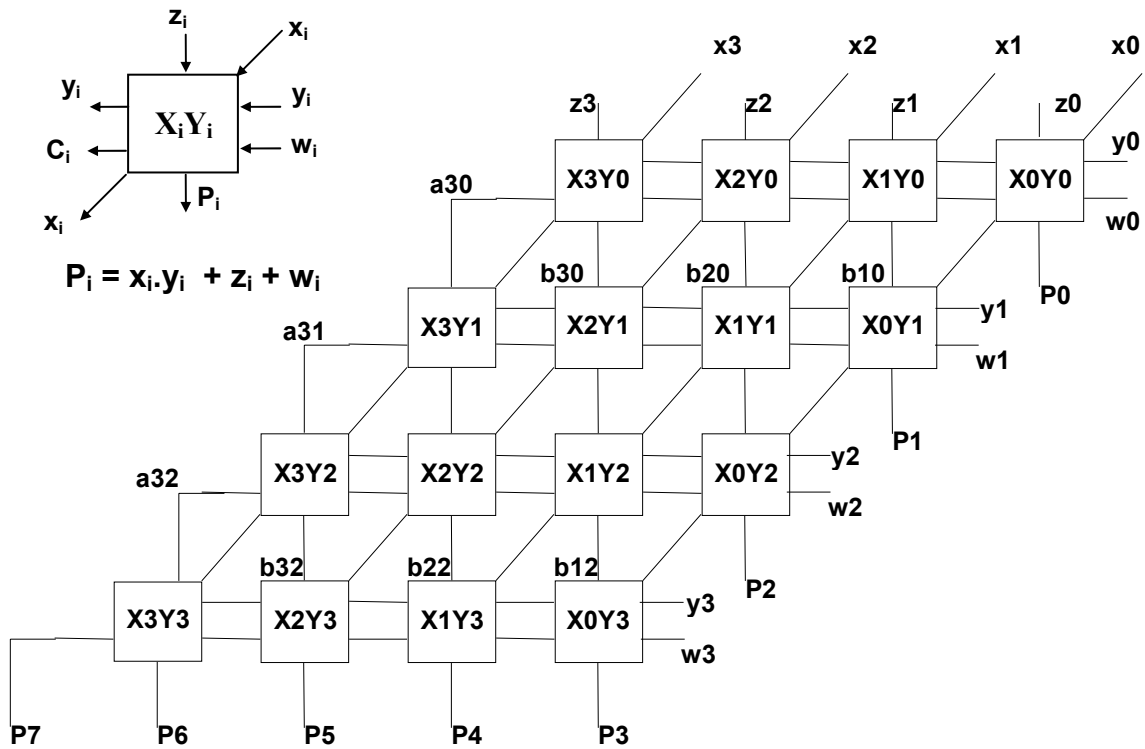 zᵢ
xᵢ
yᵢ
yᵢ
XᵢYᵢ
Cᵢ
wᵢ
Pᵢ
xᵢ
Pᵢ = xᵢ.yᵢ + zᵢ + wᵢ
x3 x2 x1 x0
z3 z2 z1 z0
y0
X3Y0 X2Y0 X1Y0 X0Y0
a30
w0
b30 b20 b10
P0
X3Y1 X2Y1 X1Y1 X0Y1
y1
a31
w1
P1
X3Y2 X2Y2 X1Y2 X0Y2
y2
a32
w2
b32 b22 b12
P2
X3Y3 X2Y3 X1Y3 X0Y3
y3
w3
P7 P6 P5 P4 P3